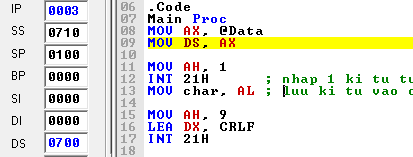 IP 0003
SS 0710
SP 0100
BP 0000
SI 0000
DI 0000
DS 0700
06 .Code
07 Main Proc
08 MOV AX, @Data
09 MOV DS, AX
10
11 MOV AH, 1
12 INT 21H ; nhap 1 ki tu tu
13 MOV char, AL ; luu ki tu vao
14
15 MOV AH, 9
16 LEA DX, CRLF
17 INT 21H